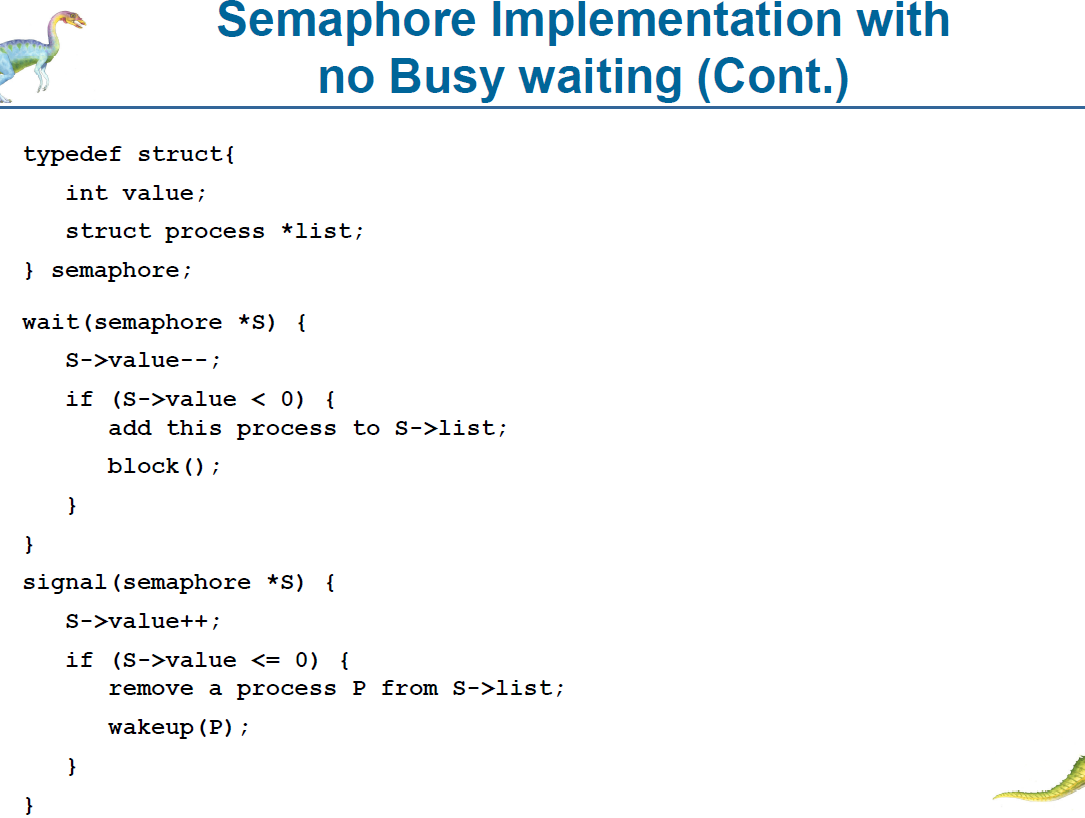 Semaphore Implementation with
no Busy waiting (Cont.)
typedef struct{
int value;
struct process *list;
} semaphore;
wait(semaphore *S) {
S->value--;
if (S->value < 0) {
add this process to S->list;
block();
}
}
signal(semaphore *S) {
S->value++;
if (S->value <= 0) {
remove a process P from S->list;
wakeup(P);
}
}